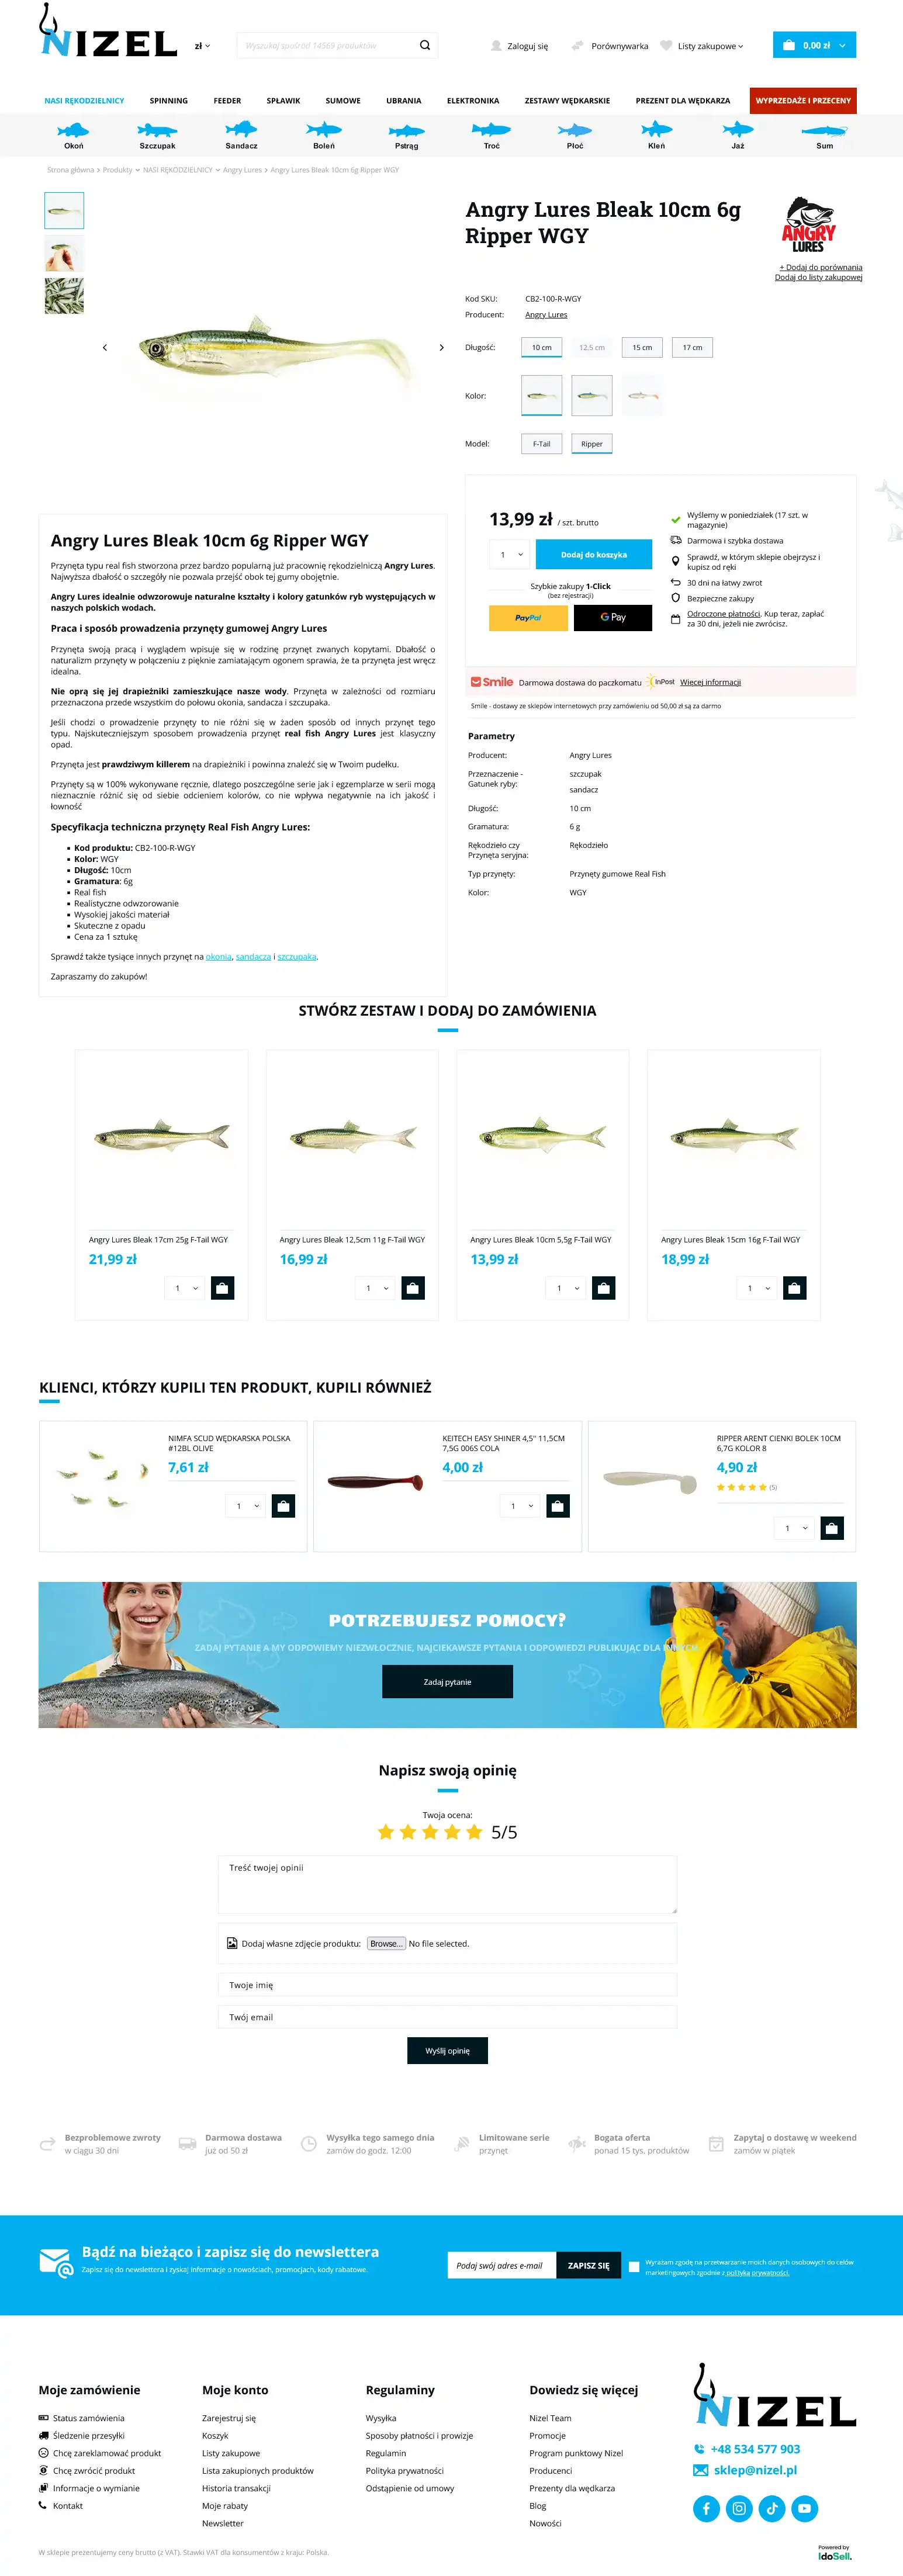 NIZEL
zł
Wyszukaj spośród 14569 produktów
Zaloguj się
Porównywarka
Listy zakupowe
0,00 zł
NASI RĘKODZIELNICY
SPINNING
FEEDER
SPŁAWIK
SUMOWE
UBRANIA
ELEKTRONIKA
ZESTAWY WĘDKARSKIE
PREZENT DLA WĘDKARZA
WYPRZEDAŻE I PRZECENY
Okoń
Szczupak
Sandacz
Boleń
Pstrąg
Troć
Płoć
Kleń
Jaź
Sum
Strona główna
Produkty
NASI RĘKODZIELNICY
Angry Lures
Angry Lures Bleak 10cm 6g Ripper WGY
Angry Lures Bleak 10cm 6g
Ripper WGY
ANGRY
LURES
+ Dodaj do porównania
Dodaj do listy zakupowej
Kod SKU: CB2-100-R-WGY
Producent: Angry Lures
Długość: 10 cm 12.5 cm 15 cm 17 cm
Kolor:
Model: F-Tail Ripper
13,99 zł / szt. brutto
1
Dodaj do koszyka
Szybkie zakupy 1-Click
(bez rejestracji)
PayPal
G Pay
Wyślemy w poniedziałek (17 szt. w
magazynie)
Darmowa i szybka dostawa
Sprawdź, w którym sklepie obejrzysz i
kupisz od ręki
30 dni na łatwy zwrot
Bezpieczne zakupy
Odroczone płatności. Kup teraz, zapłać
za 30 dni, jeżeli nie zwrócisz.
Smile Darmowa dostawa do paczkomatu InPost Więcej informacji
Smile - dostawy ze sklepów internetowych przy zamówieniu od 50,00 zł są za darmo
Parametry
Producent: Angry Lures
Przeznaczenie - szczupak
Gatunek ryby:
sandacz
Długość: 10 cm
Gramatura: 6 g
Rękodzieło czy Rękodzieło
Przynęta seryjna:
Typ przynęty: Przynęty gumowe Real Fish
Kolor: WGY
Angry Lures Bleak 10cm 6g Ripper WGY
Przynęta typu real fish stworzona przez bardzo popularną już pracownię rękodzielniczą Angry Lures.
Najwyższa dbałość o szczegóły nie pozwala przejść obok tej gumy obojętnie.
Angry Lures idealnie odwzorowuje naturalne kształty i kolory gatunków ryb występujących w
naszych polskich wodach.
Praca i sposób prowadzenia przynęty gumowej Angry Lures
Przynęta swoją pracą i wyglądem wpisuje się w rodzinę przynęt zwanych kopytami. Dbałość o
naturalizm przynęty w połączeniu z pięknie zamiatającym ogonem sprawia, że ta przynęta jest wręcz
idealna.
Nie oprą się jej drapieżniki zamieszkujące nasze wody. Przynęta w zależności od rozmiaru
przeznaczona przede wszystkim do połowu okonia, sandacza i szczupaka.
Jeśli chodzi o prowadzenie przynęty to nie różni się w żaden sposób od innych przynęt tego
typu. Najskuteczniejszym sposobem prowadzenia przynęt real fish Angry Lures jest klasyczny
opad.
Przynęta jest prawdziwym killerem na drapieżniki i powinna znaleźć się w Twoim pudełku.
Przynęty są w 100% wykonywane ręcznie, dlatego poszczególne serie jak i egzemplarze w serii mogą
nieznacznie różnić się od siebie odcieniem kolorów, co nie wpływa negatywnie na ich jakość i
łowność
Specyfikacja techniczna przynęty Real Fish Angry Lures:
Kod produktu: CB2-100-R-WGY
Kolor: WGY
Długość: 10cm
Gramatura: 6g
Real fish
Realistyczne odwzorowanie
Wysokiej jakości materiał
Skuteczne z opadu
Cena za 1 sztukę
Sprawdź także tysiące innych przynęt na okonia, sandacza i szczupaka.
Zapraszamy do zakupów!
STWÓRZ ZESTAW I DODAJ DO ZAMÓWIENIA
Angry Lures Bleak 17cm 25g F-Tail WGY
21,99 zł
1
Angry Lures Bleak 12,5cm 11g F-Tail WGY
16,99 zł
1
Angry Lures Bleak 10cm 5,5g F-Tail WGY
13,99 zł
1
Angry Lures Bleak 15cm 16g F-Tail WGY
18,99 zł
1
KLIENCI, KTÓRZY KUPILI TEN PRODUKT, KUPILI RÓWNIEŻ
NIMFA SCUD WĘDKARSKA POLSKA
#12BL OLIVE
7,61 zł
1
KEITECH EASY SHINER 4,5'' 11,5CM
7,5G 006S COLA
4,00 zł
1
RIPPER ARENT CIENKI BOLEK 10CM
6,7G KOLOR 8
4,90 zł
(5)
1
POTRZEBUJESZ POMOCY?
ZADAJ PYTANIE A MY ODPOWIEMY NIEZWŁOCZNIE, NAJCIEKAWSZE PYTANIA I ODPOWIEDZI PUBLIKUJĄC DLA INNYCH.
Zadaj pytanie
Napisz swoją opinię
Twoja ocena:
5/5
Treść twojej opinii
Dodaj własne zdjęcie produktu: Browse... No file selected.
Twoje imię
Twój email
Wyślij opinię
Bezproblemowe zwroty
w ciągu 30 dni
Darmowa dostawa
już od 50 zł
Wysyłka tego samego dnia
zamów do godz. 12:00
Limitowane serie
przynęt
Bogata oferta
ponad 15 tys. produktów
Zapytaj o dostawę w weekend
zamów w piątek
Bądź na bieżąco i zapisz się do newslettera
Zapisz się do newslettera i zyskaj informacje o nowościach, promocjach, kody rabatowe.
Podaj swój adres e-mail
ZAPISZ SIĘ
Wyrażam zgodę na przetwarzanie moich danych osobowych do celów
marketingowych zgodnie z polityką prywatności.
Moje zamówienie
Status zamówienia
Śledzenie przesyłki
Chcę zareklamować produkt
Chcę zwrócić produkt
Informacje o wymianie
Kontakt
Moje konto
Zarejestruj się
Koszyk
Listy zakupowe
Lista zakupionych produktów
Historia transakcji
Moje rabaty
Newsletter
Regulaminy
Wysyłka
Sposoby płatności i prowizje
Regulamin
Polityka prywatności
Odstąpienie od umowy
Dowiedz się więcej
Nizel Team
Promocje
Program punktowy Nizel
Producenci
Prezenty dla wędkarza
Blog
Nowości
NIZEL
+48 534 577 903
sklep@nizel.pl
W sklepie prezentujemy ceny brutto (z VAT). Stawki VAT dla konsumentów z kraju: Polska.
Powered by
IdoSell.